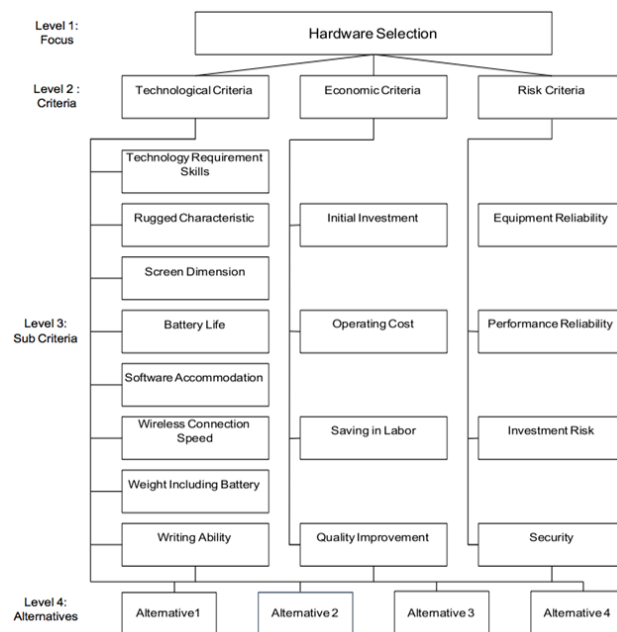 Level 1:
Focus
Hardware Selection
Level 2 :
Criteria
Technological Criteria
Economic Criteria
Risk Criteria
Level 3:
Sub Criteria
Technology Requirement
Skills
Rugged Characteristic
Initial Investment
Equipment Reliability
Screen Dimension
Battery Life
Operating Cost
Performance Reliability
Software Accommodation
Wireless Connection
Speed
Saving in Labor
Investment Risk
Weight Including Battery
Writing Ability
Quality Improvement
Security
Level 4:
Alternatives
Alternative1
Alternative 2
Alternative 3
Alternative 4